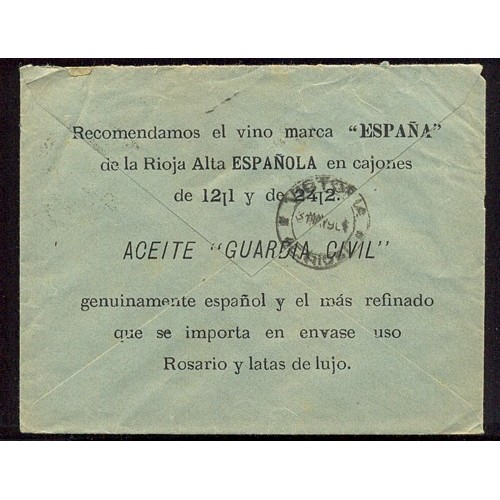 Recomendamos el vino marca "ESPAÑA"
de la Rioja Alta ESPAÑOLA en cajones
de 12|1 y de 24|2.
ACEITE "GUARDIA CIVIL"
genuinamente español y el más refinado
que se importa en envase uso
Rosario y latas de lujo.